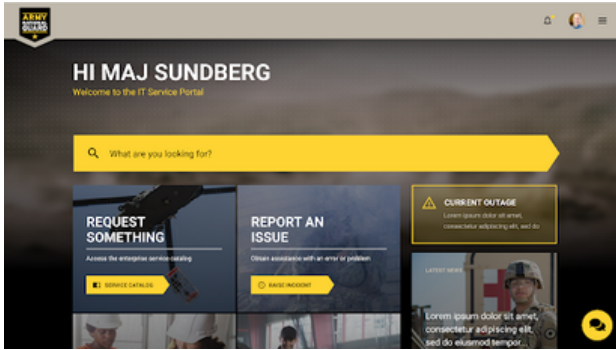 ARMY
NATIONAL
GUARD
HI MAJ SUNDBERG
Welcome to the IT Service Portal
What are you looking for?
REQUEST
SOMETHING
Access the enterprise service catalog
SERVICE CATALOG
REPORT AN
ISSUE
Obtain assistance with an error or problem
RAISE INCIDENT
CURRENT OUTAGE
Lorem ipsum dolor sit amet,
consectetur adipiscing elit, sed do
LATEST NEWS
Lorem ipsum dolor sit amet,
consectetur adipiscing elit,
sed do eiusmod tempor...